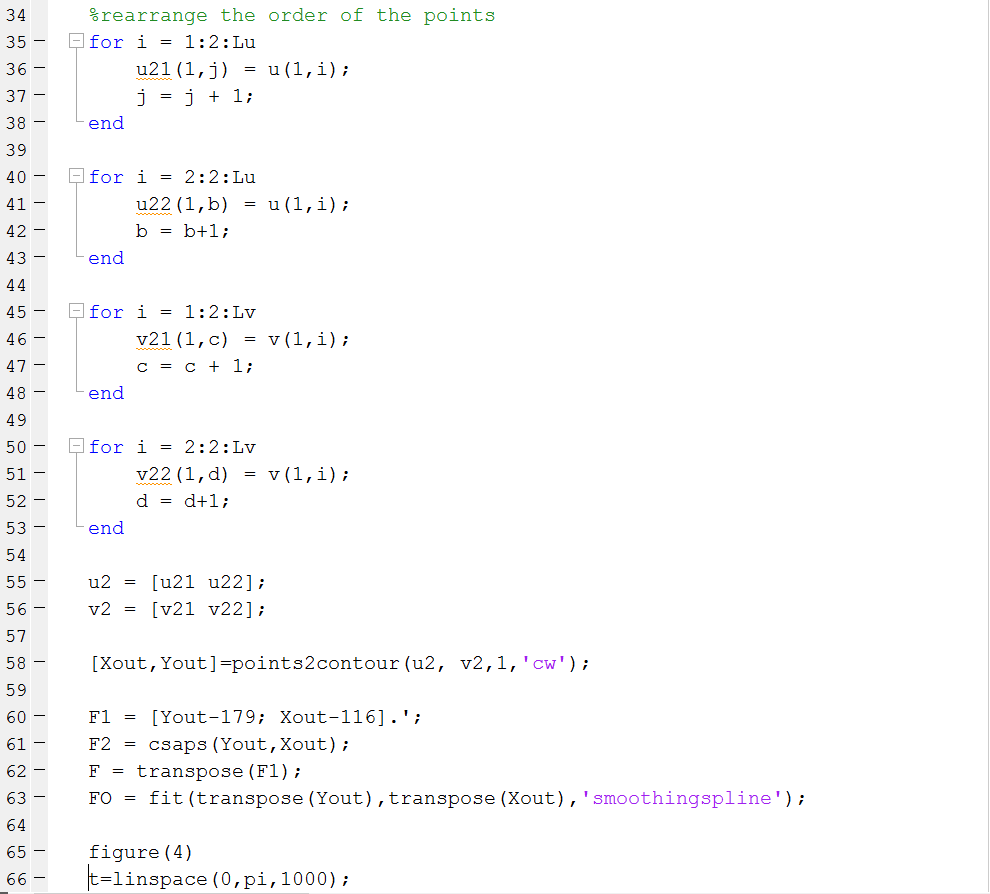 34 %rearrange the order of the points
35 for i = 1:2:Lu
36 u21(1,j) = u(1,i);
37 j = j + 1;
38 end
39
40 for i = 2:2:Lu
41 u22(1,b) = u(1,i);
42 b = b+1;
43 end
44
45 for i = 1:2:Lv
46 v21(1,c) = v(1,i);
47 c = c + 1;
48 end
49
50 for i = 2:2:Lv
51 v22(1,d) = v(1,i);
52 d = d+1;
53 end
54
55 u2 = [u21 u22];
56 v2 = [v21 v22];
57
58 [Xout,Yout]=points2contour(u2, v2,1,'cw');
59
60 F1 = [Yout-179; Xout-116].';
61 F2 = csaps(Yout,Xout);
62 F = transpose(F1);
63 FO = fit(transpose(Yout),transpose(Xout),'smoothingspline');
64
65 figure(4)
66 t=linspace(0,pi,1000);